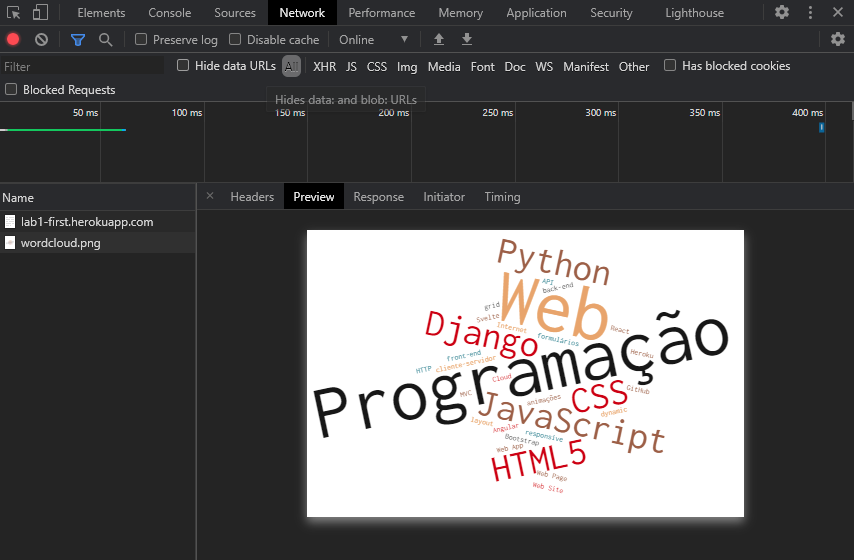 Elements Console Sources Network Performance Memory Application Security Lighthouse
Preserve log Disable cache Online
Filter Hide data URLs All XHR JS CSS Img Media Font Doc WS Manifest Other Has blocked cookies
Blocked Requests
Hides data: and blob: URLs
50 ms 100 ms 150 ms 200 ms 250 ms 300 ms 350 ms 400 ms
Name
Headers Preview Response Initiator Timing
lab1-first.herokuapp.com
wordcloud.png
Python
API
back-end
Web
grid
Svelte
Internet
React
Django
formulários
Heroku
front-end
HTTP
cliente-servidor
Programação
Cloud
MVC
CSS
GitHub
animações
JavaScript
dynamic
layout
Angular
responsive
Bootstrap
Web App
HTML5
Web Page
Web Site